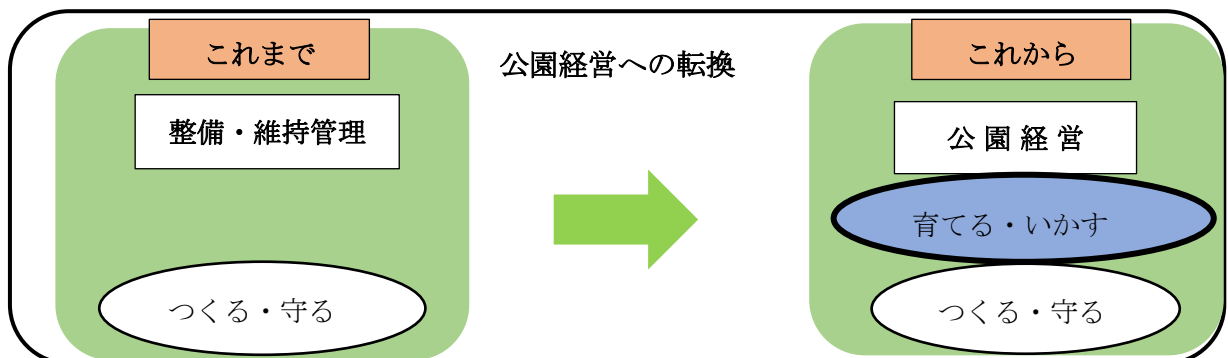 これまで
公園経営への転換
これから
整備・維持管理
公 園 経 営
育てる・いかす
つくる・守る
つくる・守る